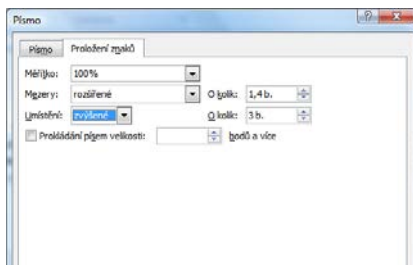 Písmo
Písmo Proložení znaků
Měřítko: 100%
Mezery: rozšířené O kolik: 1,4 b.
Umístění: zvýšené O kolik: 3 b.
Prokládání písem velikosti: bodů a více